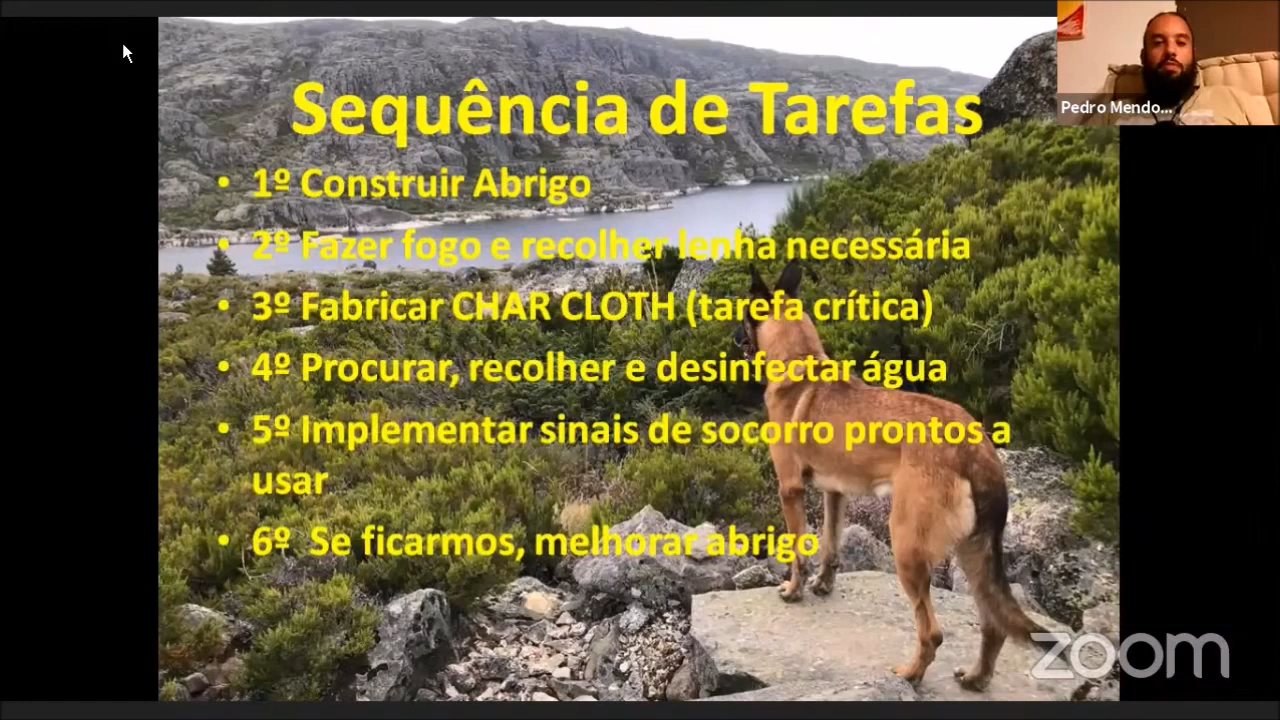 Sequência de Tarefas
• 1º Construir Abrigo
• 2º Fazer fogo e recolher lenha necessária
• 3º Fabricar CHAR CLOTH (tarefa crítica)
• 4º Procurar, recolher e desinfectar água
• 5º Implementar sinais de socorro prontos a
usar
• 6º  Se ficarmos, melhorar abrigo
Pedro Mendo...
zoom